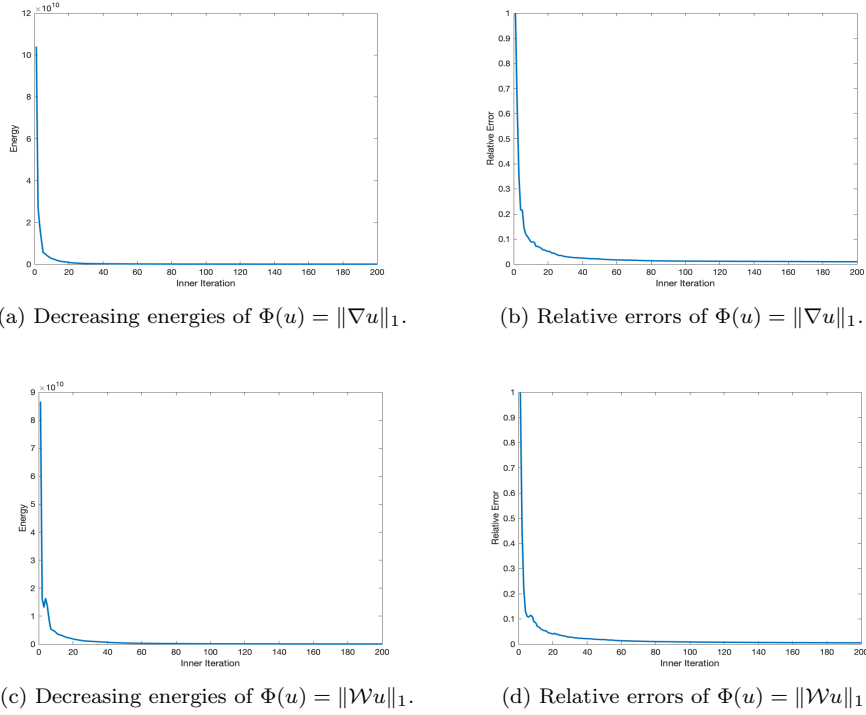 ×10^10
12
10
8
6
4
2
0
Energy
0 20 40 60 80 100 120 140 160 180 200
Inner Iteration
1
0.9
0.8
0.7
0.6
0.5
0.4
0.3
0.2
0.1
0
Relative Error
0 20 40 60 80 100 120 140 160 180 200
Inner Iteration
(a) Decreasing energies of Φ(u) = ∥∇u∥₁.
(b) Relative errors of Φ(u) = ∥∇u∥₁.
×10^10
9
8
7
6
5
4
3
2
1
0
Energy
0 20 40 60 80 100 120 140 160 180 200
Inner Iteration
1
0.9
0.8
0.7
0.6
0.5
0.4
0.3
0.2
0.1
0
Relative Error
0 20 40 60 80 100 120 140 160 180 200
Inner Iteration
(c) Decreasing energies of Φ(u) = ∥𝒲u∥₁.
(d) Relative errors of Φ(u) = ∥𝒲u∥₁